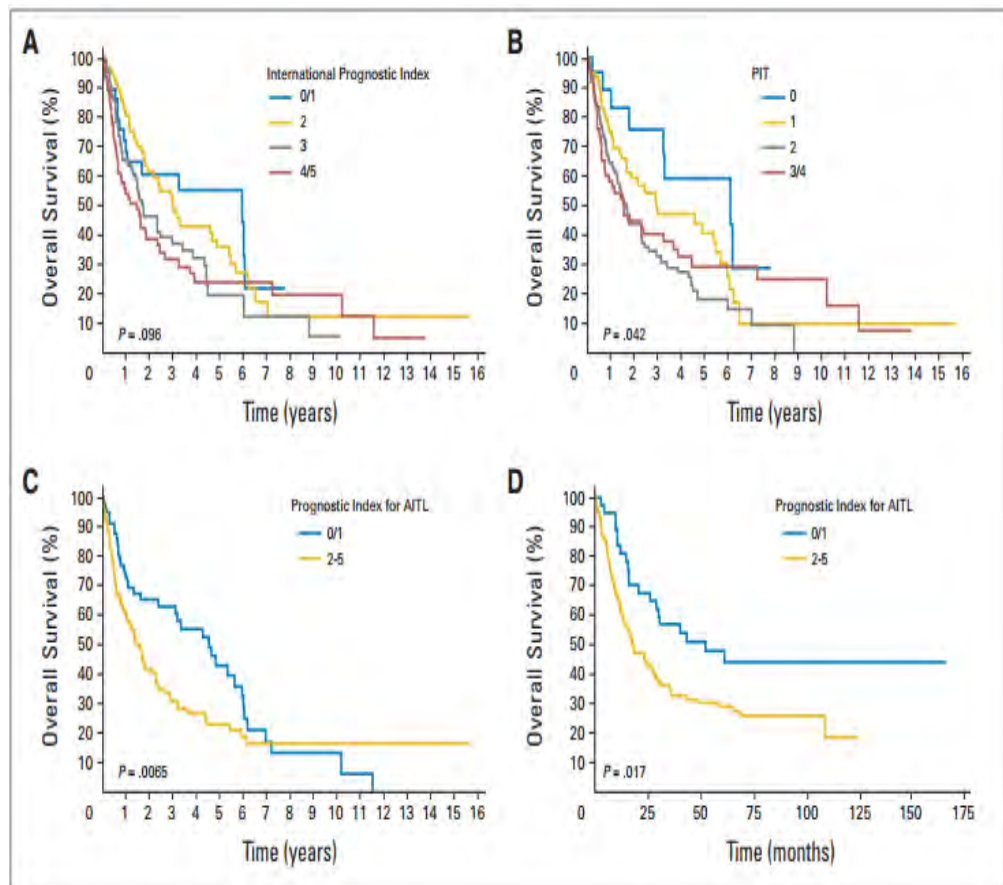 A
Overall Survival (%)
100
90
80
70
60
50
40
30
20
10
0
International Prognostic Index
0/1
2
3
4/5
P = .096
1 2 3 4 5 6 7 8 9 10 11 12 13 14 15 16
Time (years)
B
Overall Survival (%)
100
90
80
70
60
50
40
30
20
10
0
PIT
0
1
2
3/4
P = .042
1 2 3 4 5 6 7 8 9 10 11 12 13 14 15 16
Time (years)
C
Overall Survival (%)
100
90
80
70
60
50
40
30
20
10
0
Prognostic Index for AITL
0/1
2-5
P = .0065
1 2 3 4 5 6 7 8 9 10 11 12 13 14 15 16
Time (years)
D
Overall Survival (%)
100
90
80
70
60
50
40
30
20
10
0
Prognostic Index for AITL
0/1
2-5
P = .017
25 50 75 100 125 150 175
Time (months)